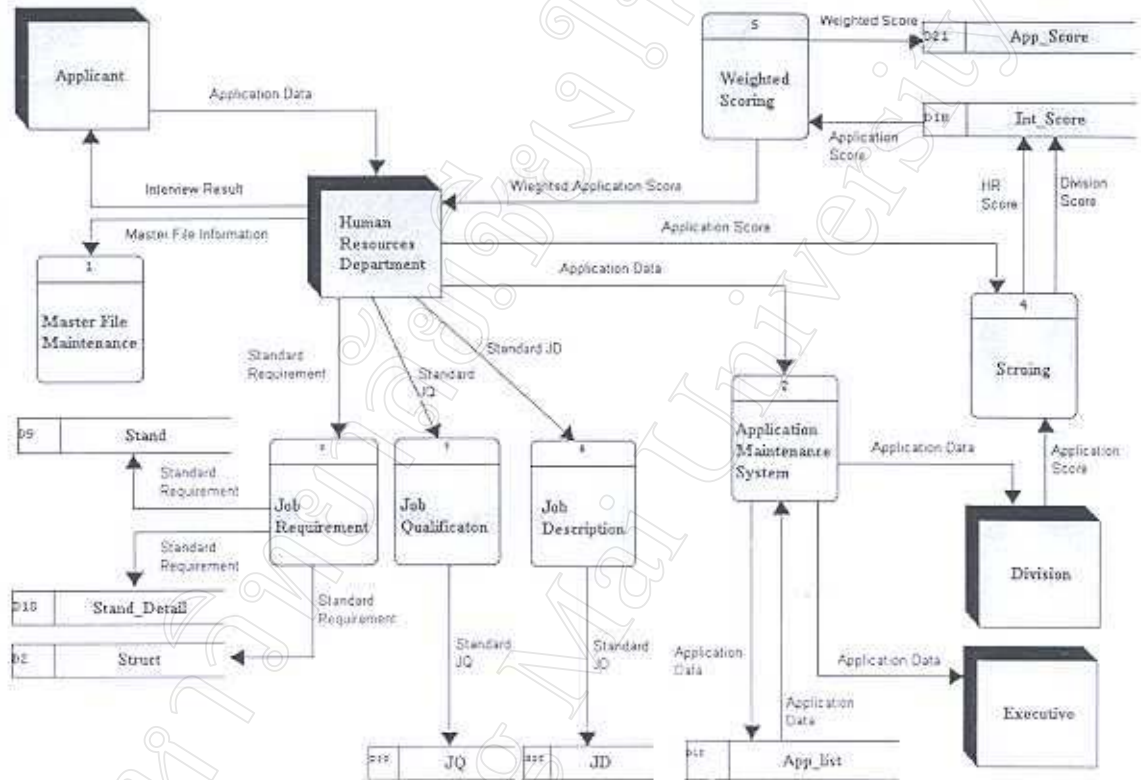 5
Weighted
Scoring
Weighted Score
D21
App_Score
Applicant
Application Data
Int_Score
Application
Score
Interview Result
Wieghted Application Score
HR
Score
Division
Score
Master File Information
Human
Resources
Department
Application Score
Application Data
1
Master File
Maintenance
4
Scroing
Standard
Requirement
Standard
JQ
Standard JD
2
Application
Maintenance
System
D9
Stand
Standard
Requirement
Job
Requirement
7
Job
Qualificaton
Job
Description
Application Data
Application
Score
Standard
Requirement
Division
Stand_Detail
D2
Struct
Standard
Requirement
Standard
JQ
Standard
JD
Application
Data
Application Data
Application
Data
Executive
JQ
JD
App_list